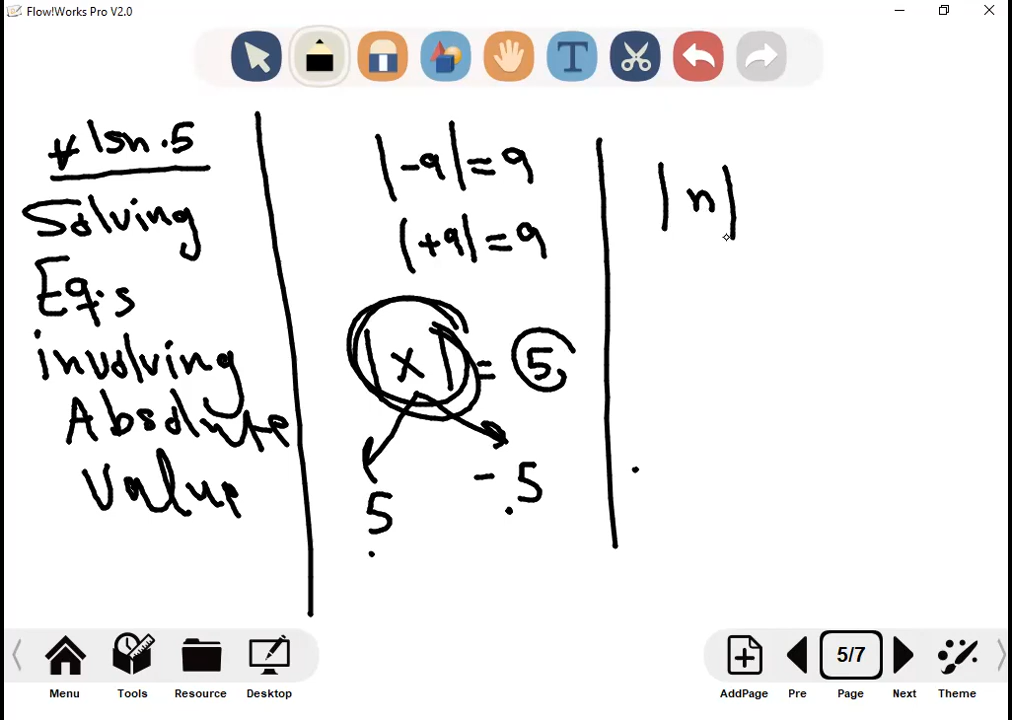 Flow!Works Pro V2.0
lsn.5
Solving
Eq.s
involving
Absolute
Value
|-9|=9
|+9|=9
|x| = 5
5
-5
|n|
Menu
Tools
Resource
Desktop
AddPage
Pre
5/7
Page
Next
Theme